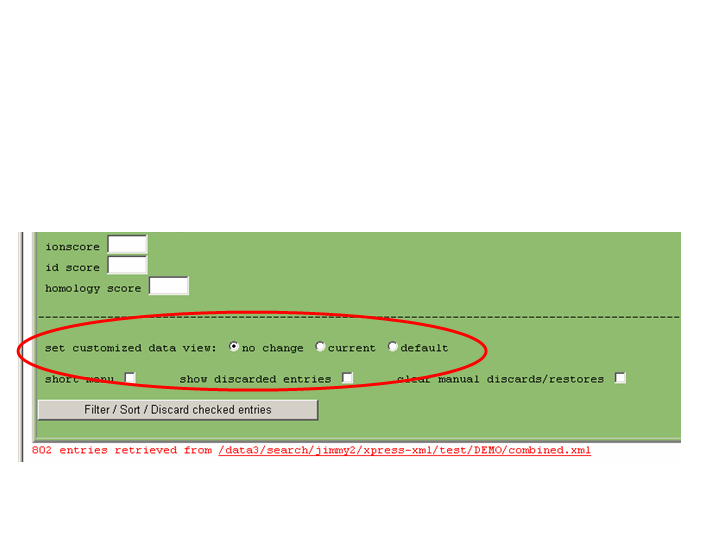 ionscore
id score
homology score
--------------------------------------------------------------------------------------------
set customized data view: no change current default
short menu show discarded entries clear manual discards/restores
Filter / Sort / Discard checked entries
802 entries retrieved from /data3/search/jimmy2/xpress-xml/test/DEMO/combined.xml